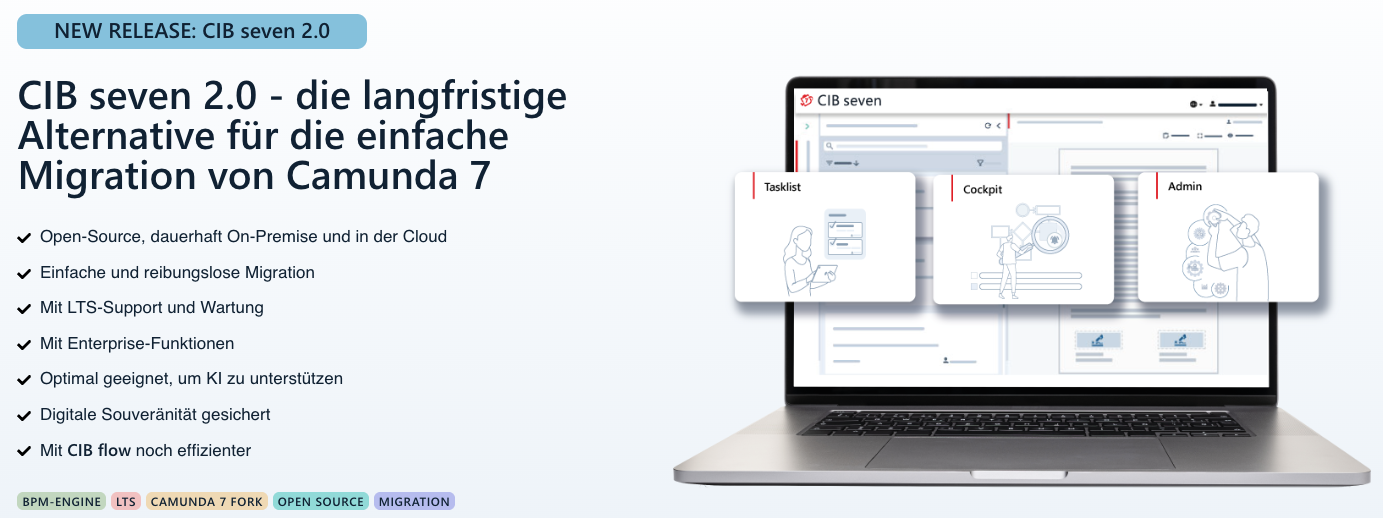 NEW RELEASE: CIB seven 2.0
CIB seven 2.0 - die langfristige
Alternative für die einfache
Migration von Camunda 7
Open-Source, dauerhaft On-Premise und in der Cloud
Einfache und reibungslose Migration
Mit LTS-Support und Wartung
Mit Enterprise-Funktionen
Optimal geeignet, um KI zu unterstützen
Digitale Souveränität gesichert
Mit CIB flow noch effizienter
BPM-ENGINE LTS CAMUNDA 7 FORK OPEN SOURCE MIGRATION
CIB seven
Tasklist
Cockpit
Admin